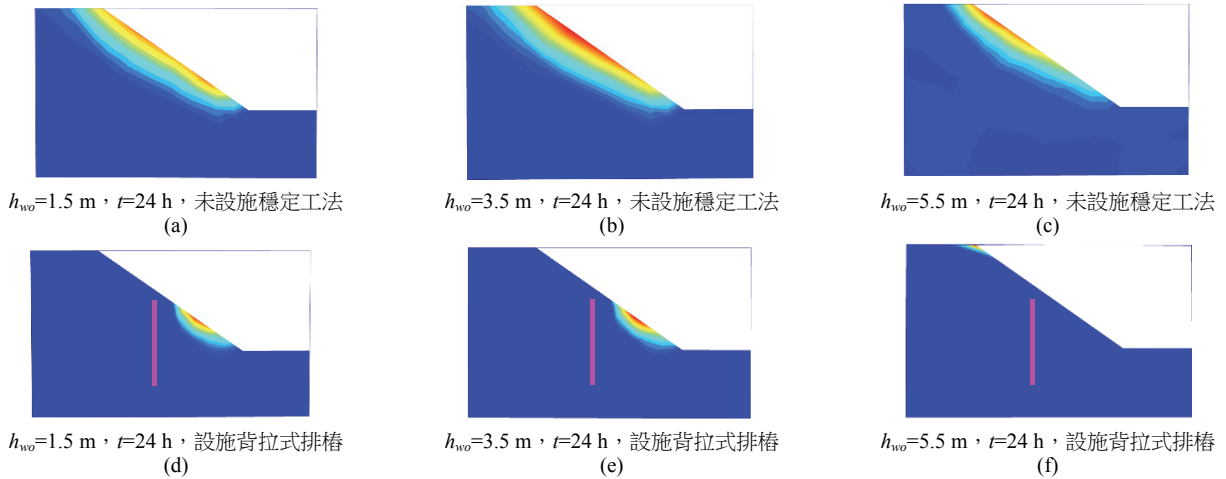 h_wo=1.5 m，t=24 h，未設施穩定工法
(a)
h_wo=3.5 m，t=24 h，未設施穩定工法
(b)
h_wo=5.5 m，t=24 h，未設施穩定工法
(c)
h_wo=1.5 m，t=24 h，設施背拉式排樁
(d)
h_wo=3.5 m，t=24 h，設施背拉式排樁
(e)
h_wo=5.5 m，t=24 h，設施背拉式排樁
(f)